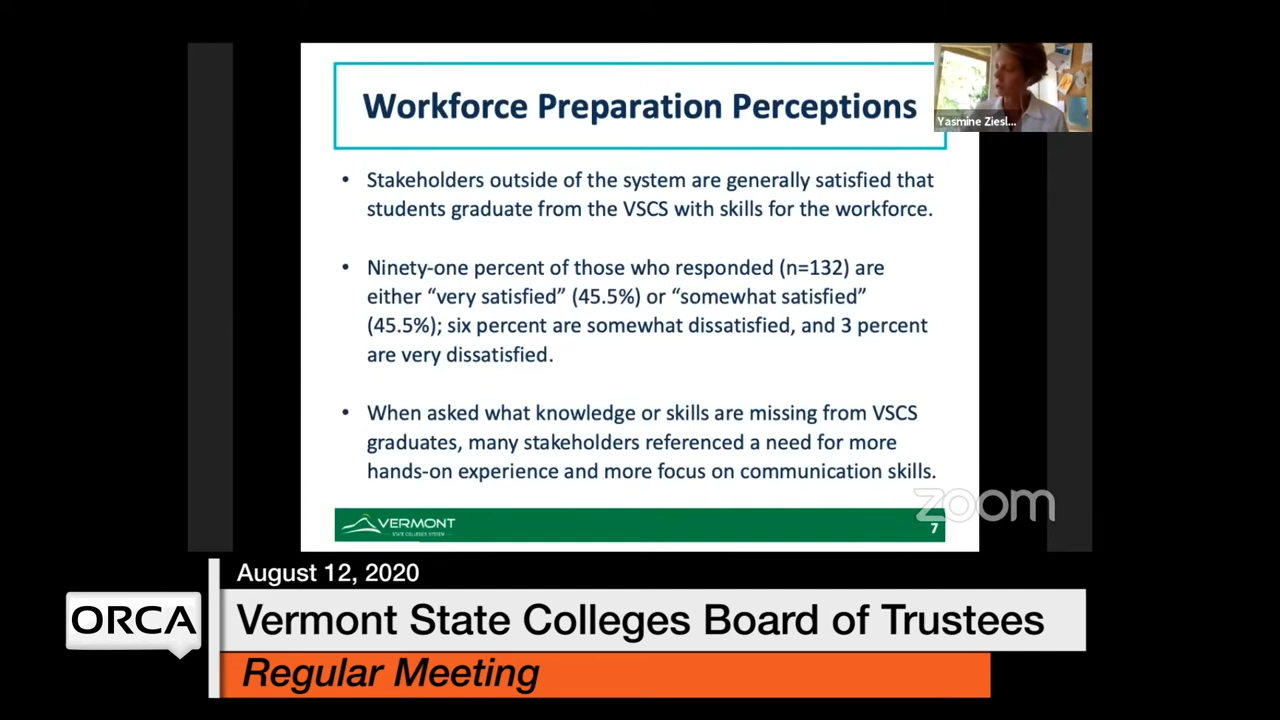 Workforce Preparation Perceptions
Yasmine Ziesl...
• Stakeholders outside of the system are generally satisfied that
students graduate from the VSCS with skills for the workforce.
• Ninety-one percent of those who responded (n=132) are
either “very satisfied” (45.5%) or “somewhat satisfied”
(45.5%); six percent are somewhat dissatisfied, and 3 percent
are very dissatisfied.
• When asked what knowledge or skills are missing from VSCS
graduates, many stakeholders referenced a need for more
hands-on experience and more focus on communication skills.
zoom
VERMONT
STATE COLLEGES SYSTEM
7
August 12, 2020
ORCA
Vermont State Colleges Board of Trustees
Regular Meeting